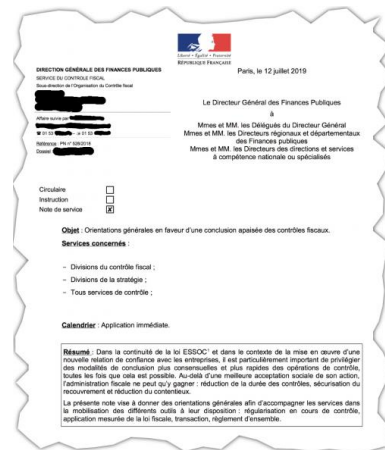 Liberté • Égalité • Fraternité
RÉPUBLIQUE FRANÇAISE
DIRECTION GÉNÉRALE DES FINANCES PUBLIQUES
SERVICE DU CONTROLE FISCAL
Sous-direction de l'Organisation du Contrôle fiscal
Affaire suivie par
01 53
01 53
Référence : PN n° 928/2018
Dossier
Paris, le 12 juillet 2019
Le Directeur Général des Finances Publiques
à
Mmes et MM. les Délégués du Directeur Général
Mmes et MM. les Directeurs régionaux et départementaux
des Finances publiques
Mmes et MM. les Directeurs des directions et services
à compétence nationale ou spécialisés
Circulaire
Instruction
Note de service X
Objet : Orientations générales en faveur d'une conclusion apaisée des contrôles fiscaux.
Services concernés :
– Divisions du contrôle fiscal ;
– Divisions de la stratégie ;
– Tous services de contrôle ;
Calendrier : Application immédiate.
Résumé : Dans la continuité de la loi ESSOC¹ et dans le contexte de la mise en œuvre d'une
nouvelle relation de confiance avec les entreprises, il est particulièrement important de privilégier
des modalités de conclusion plus consensuelles et plus rapides des opérations de contrôle,
toutes les fois que cela est possible. Au-delà d'une meilleure acceptation sociale de son action,
l'administration fiscale ne peut qu'y gagner : réduction de la durée des contrôles, sécurisation du
recouvrement et réduction du contentieux.
La présente note vise à donner des orientations générales afin d'accompagner les services dans
la mobilisation des différents outils à leur disposition : régularisation en cours de contrôle,
application mesurée de la loi fiscale, transaction, règlement d'ensemble.